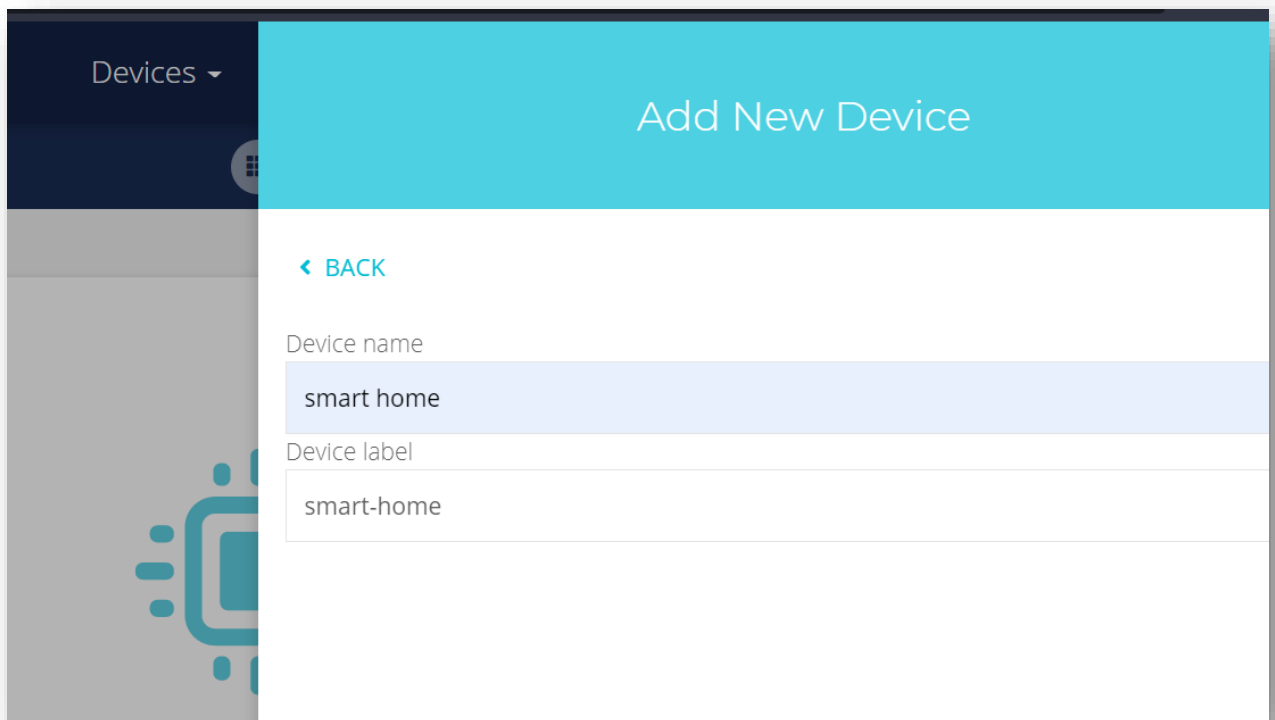 Devices
Add New Device
BACK
Device name
smart home
Device label
smart-home